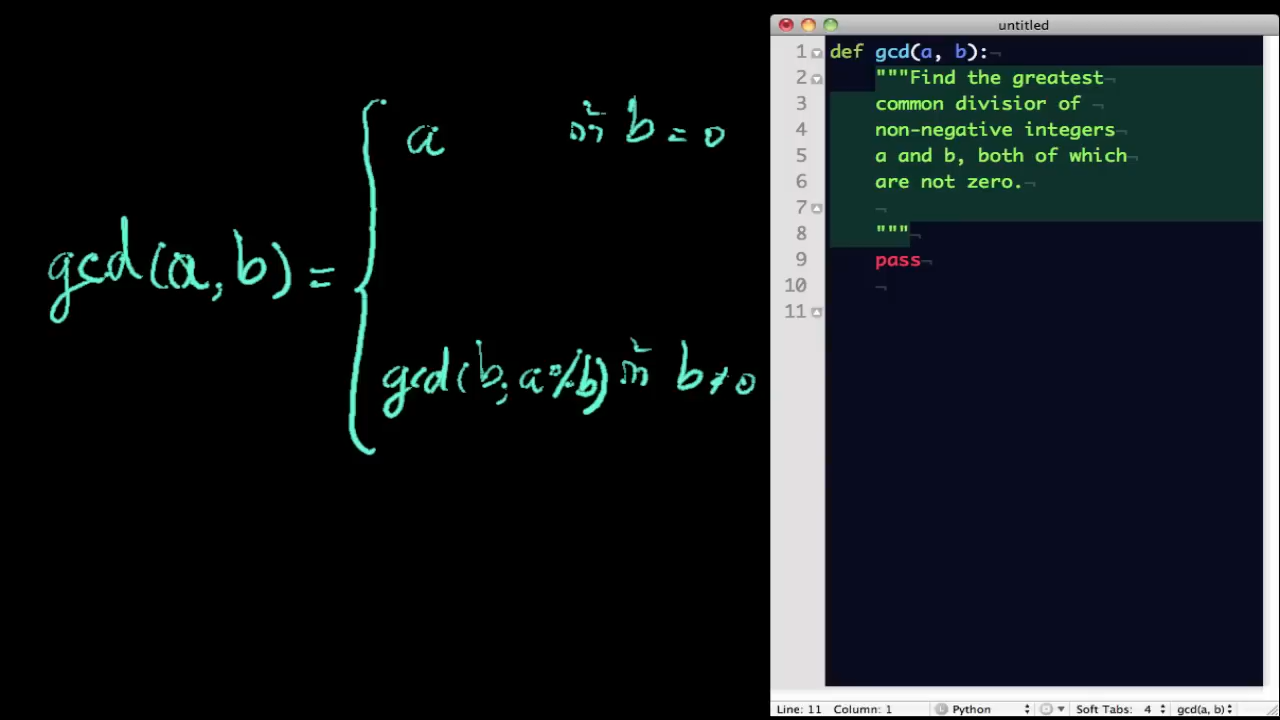 a ถ้า b = 0
gcd(a, b) =
gcd(b, a%b) ถ้า b ≠ 0
untitled
1 def gcd(a, b):
2 """Find the greatest
3 common divisior of
4 non-negative integers
5 a and b, both of which
6 are not zero.
7
8 """
9 pass
10
11
Line: 11 Column: 1 Python Soft Tabs: 4 gcd(a, b)